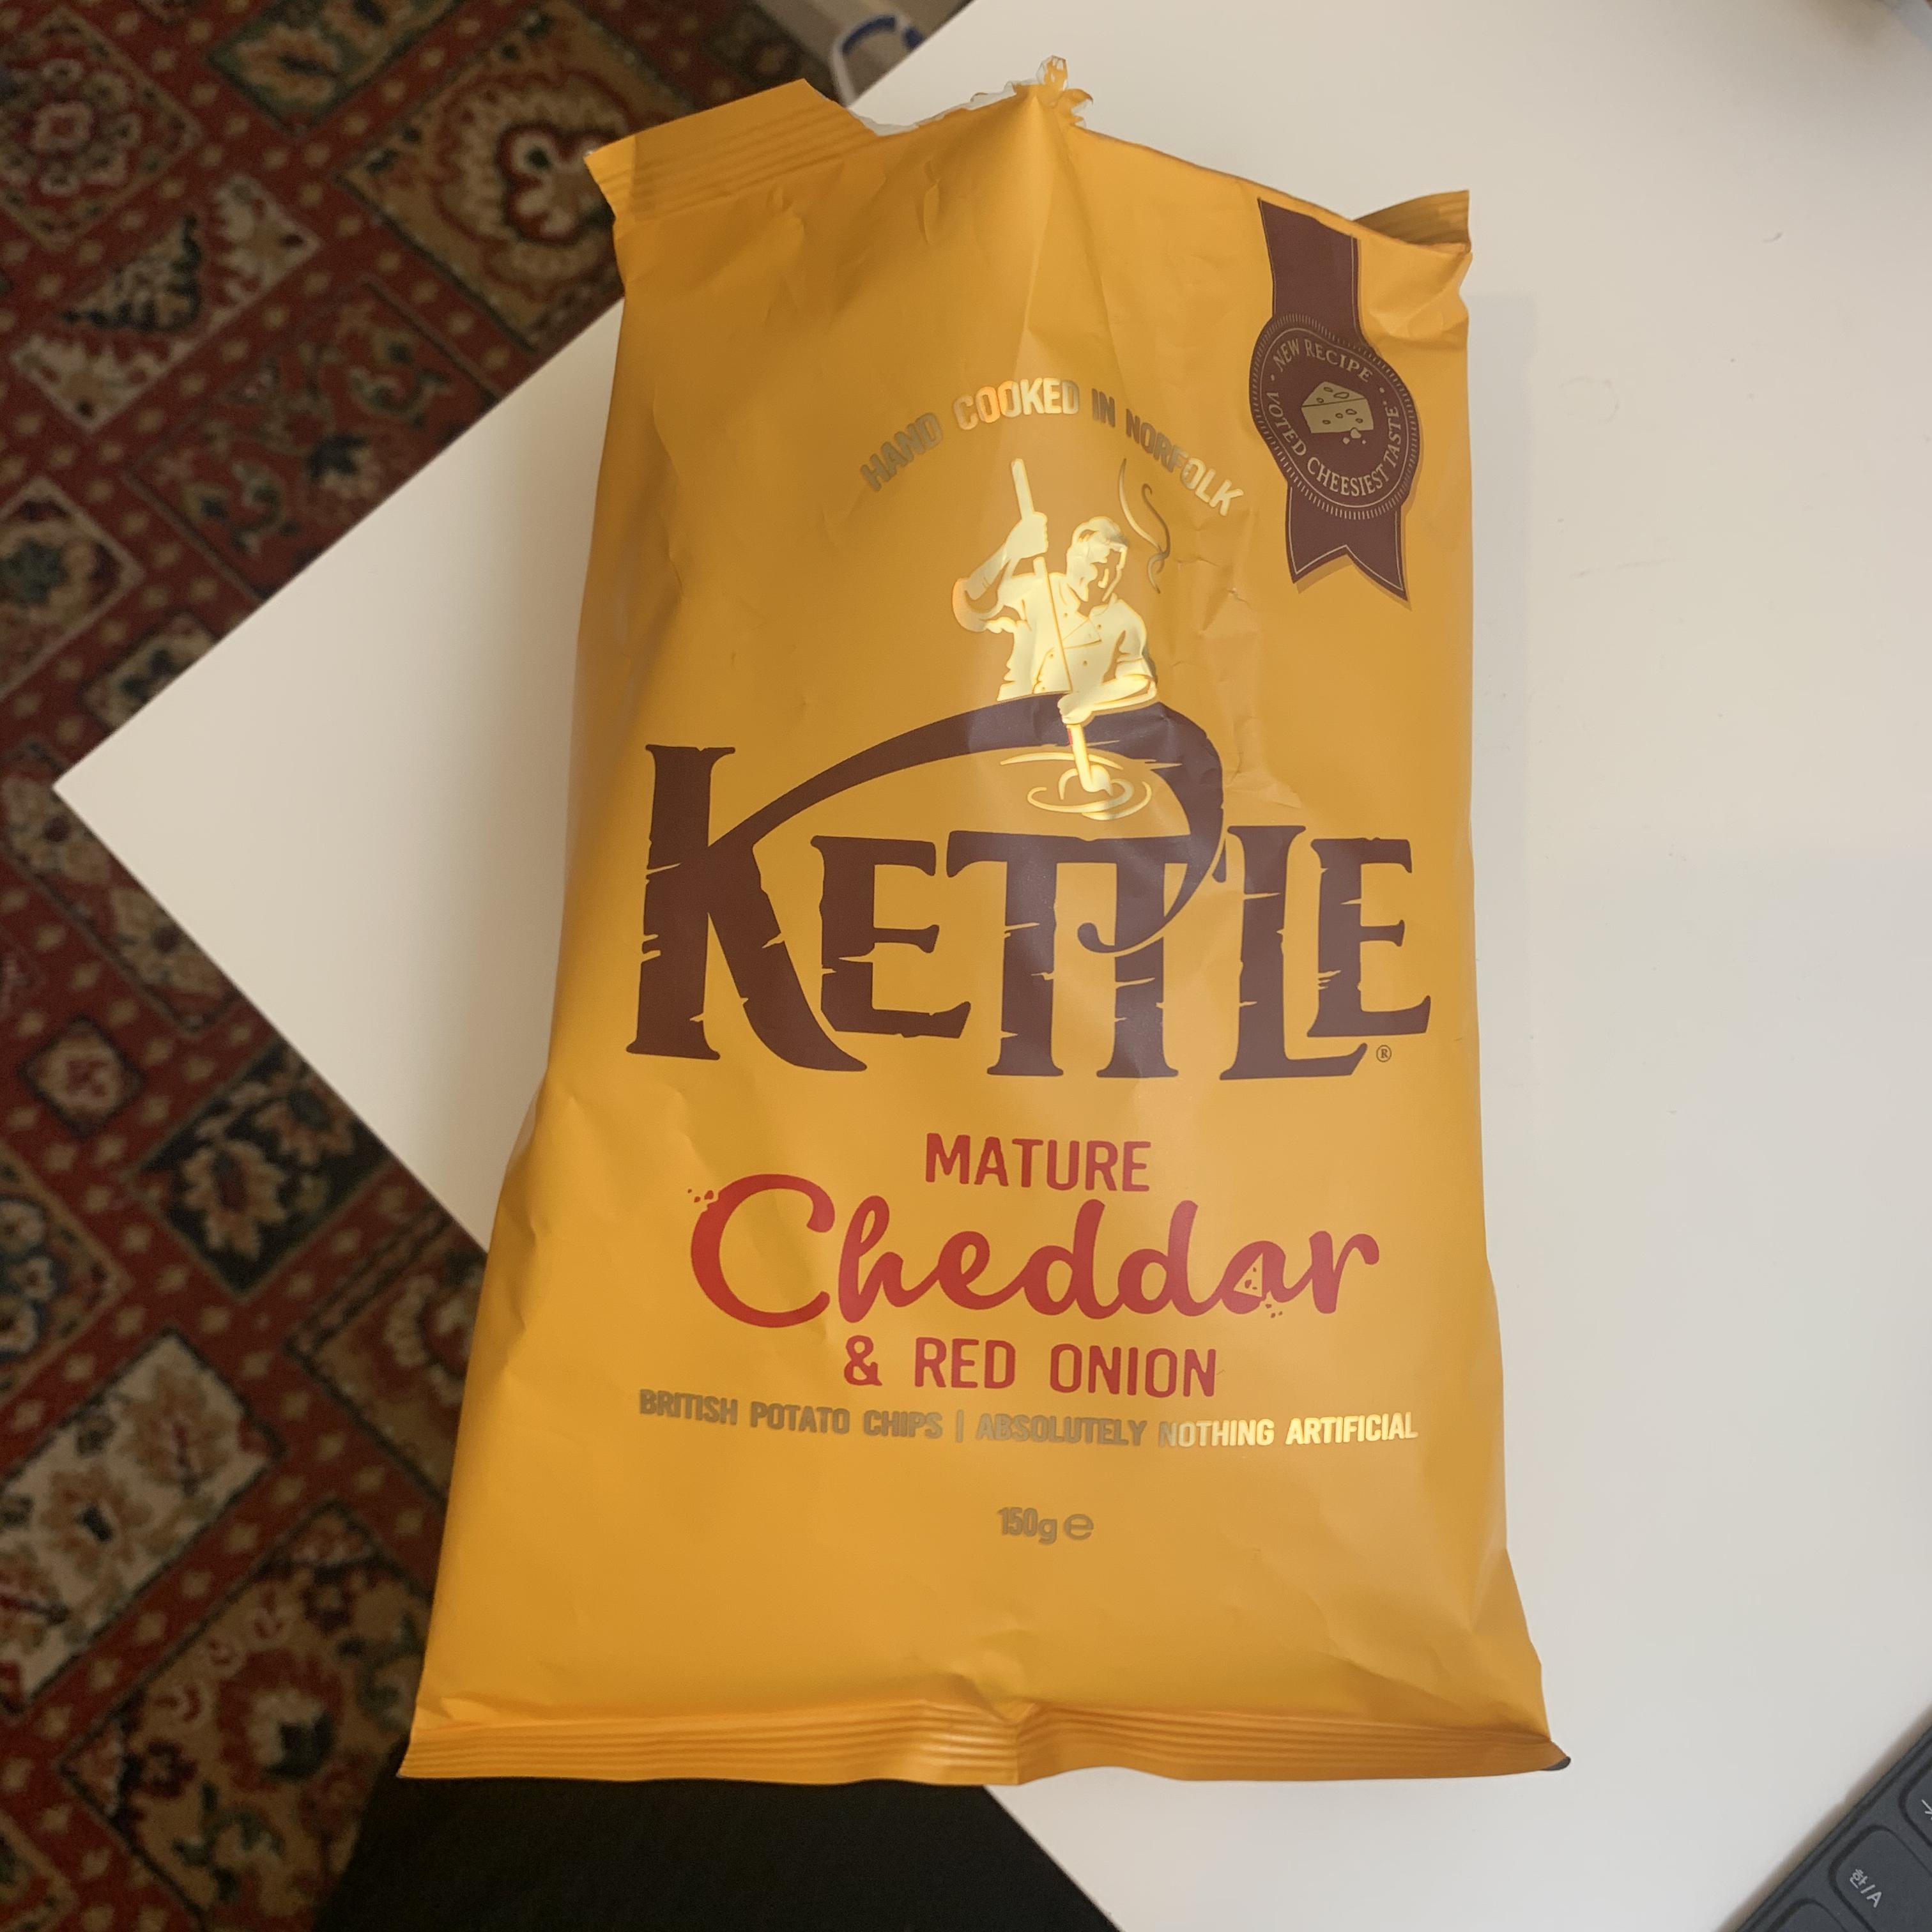 HAND COOKED IN NORFOLK
• NEW RECIPE •
VOTED CHEESIEST TASTE*
KETTLE®
MATURE
Cheddar
& RED ONION
BRITISH POTATO CHIPS | ABSOLUTELY NOTHING ARTIFICIAL
150g ℮
한/A